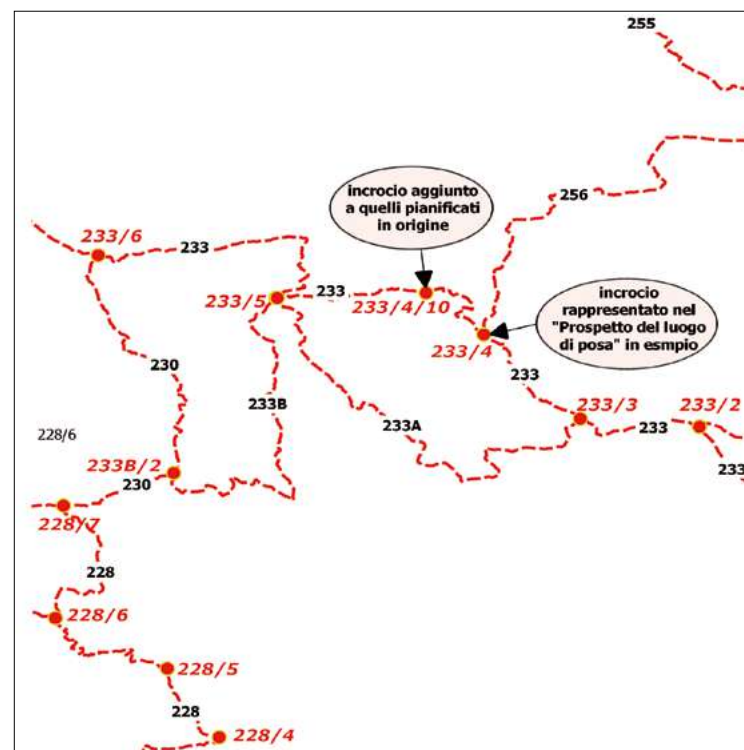 255
incrocio aggiunto
a quelli pianificati
in origine
256
233/6
233
233/5
233
233/4/10
incrocio
rappresentato nel
"Prospetto del luogo
di posa" in esmpio
233/4
230
233
233B
233A
233/3
233/2
233
228/6
233B/2
233
230
228/7
228
228/6
228/5
228
228/4